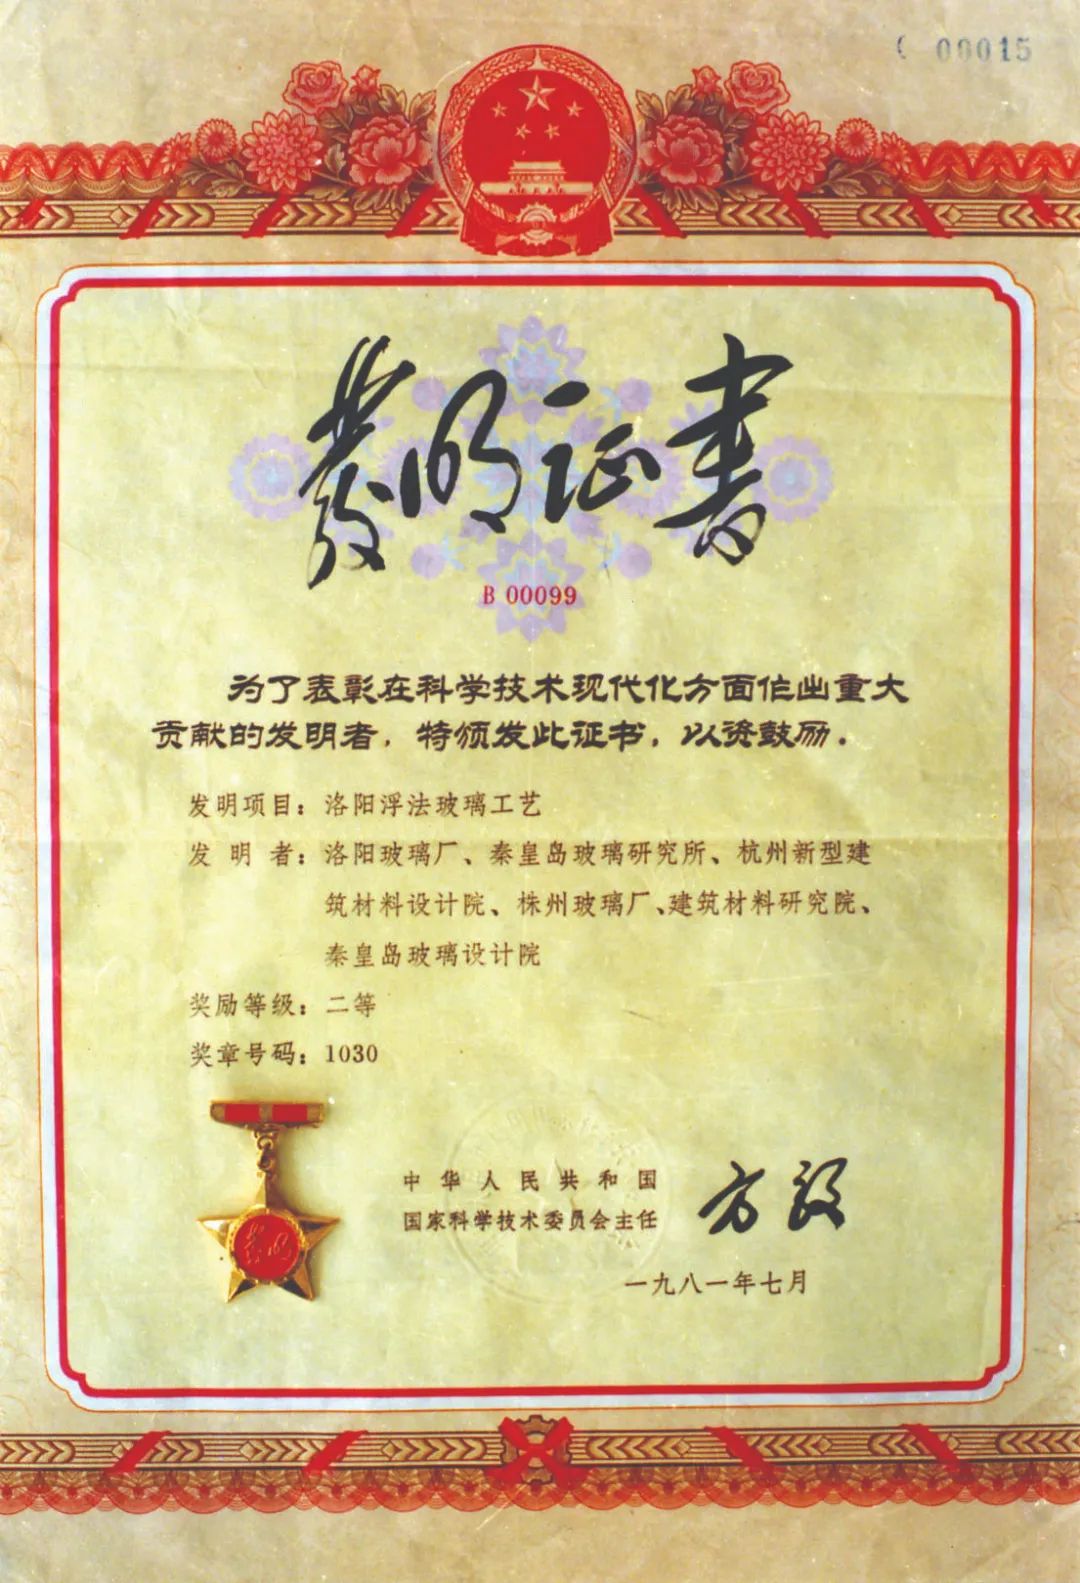 00015
發明证书
B 00099
为了表彰在科学技术现代化方面作出重大
贡献的发明者，特颁发此证书，以资鼓励．
发明项目：洛阳浮法玻璃工艺
发 明 者：洛阳玻璃厂、秦皇岛玻璃研究所、杭州新型建
筑材料设计院、株州玻璃厂、建筑材料研究院、
秦皇岛玻璃设计院
奖励等级：二等
奖章号码：1030
發明
中华人民共和国
国家科学技术委员会主任 方毅
一九八一年七月